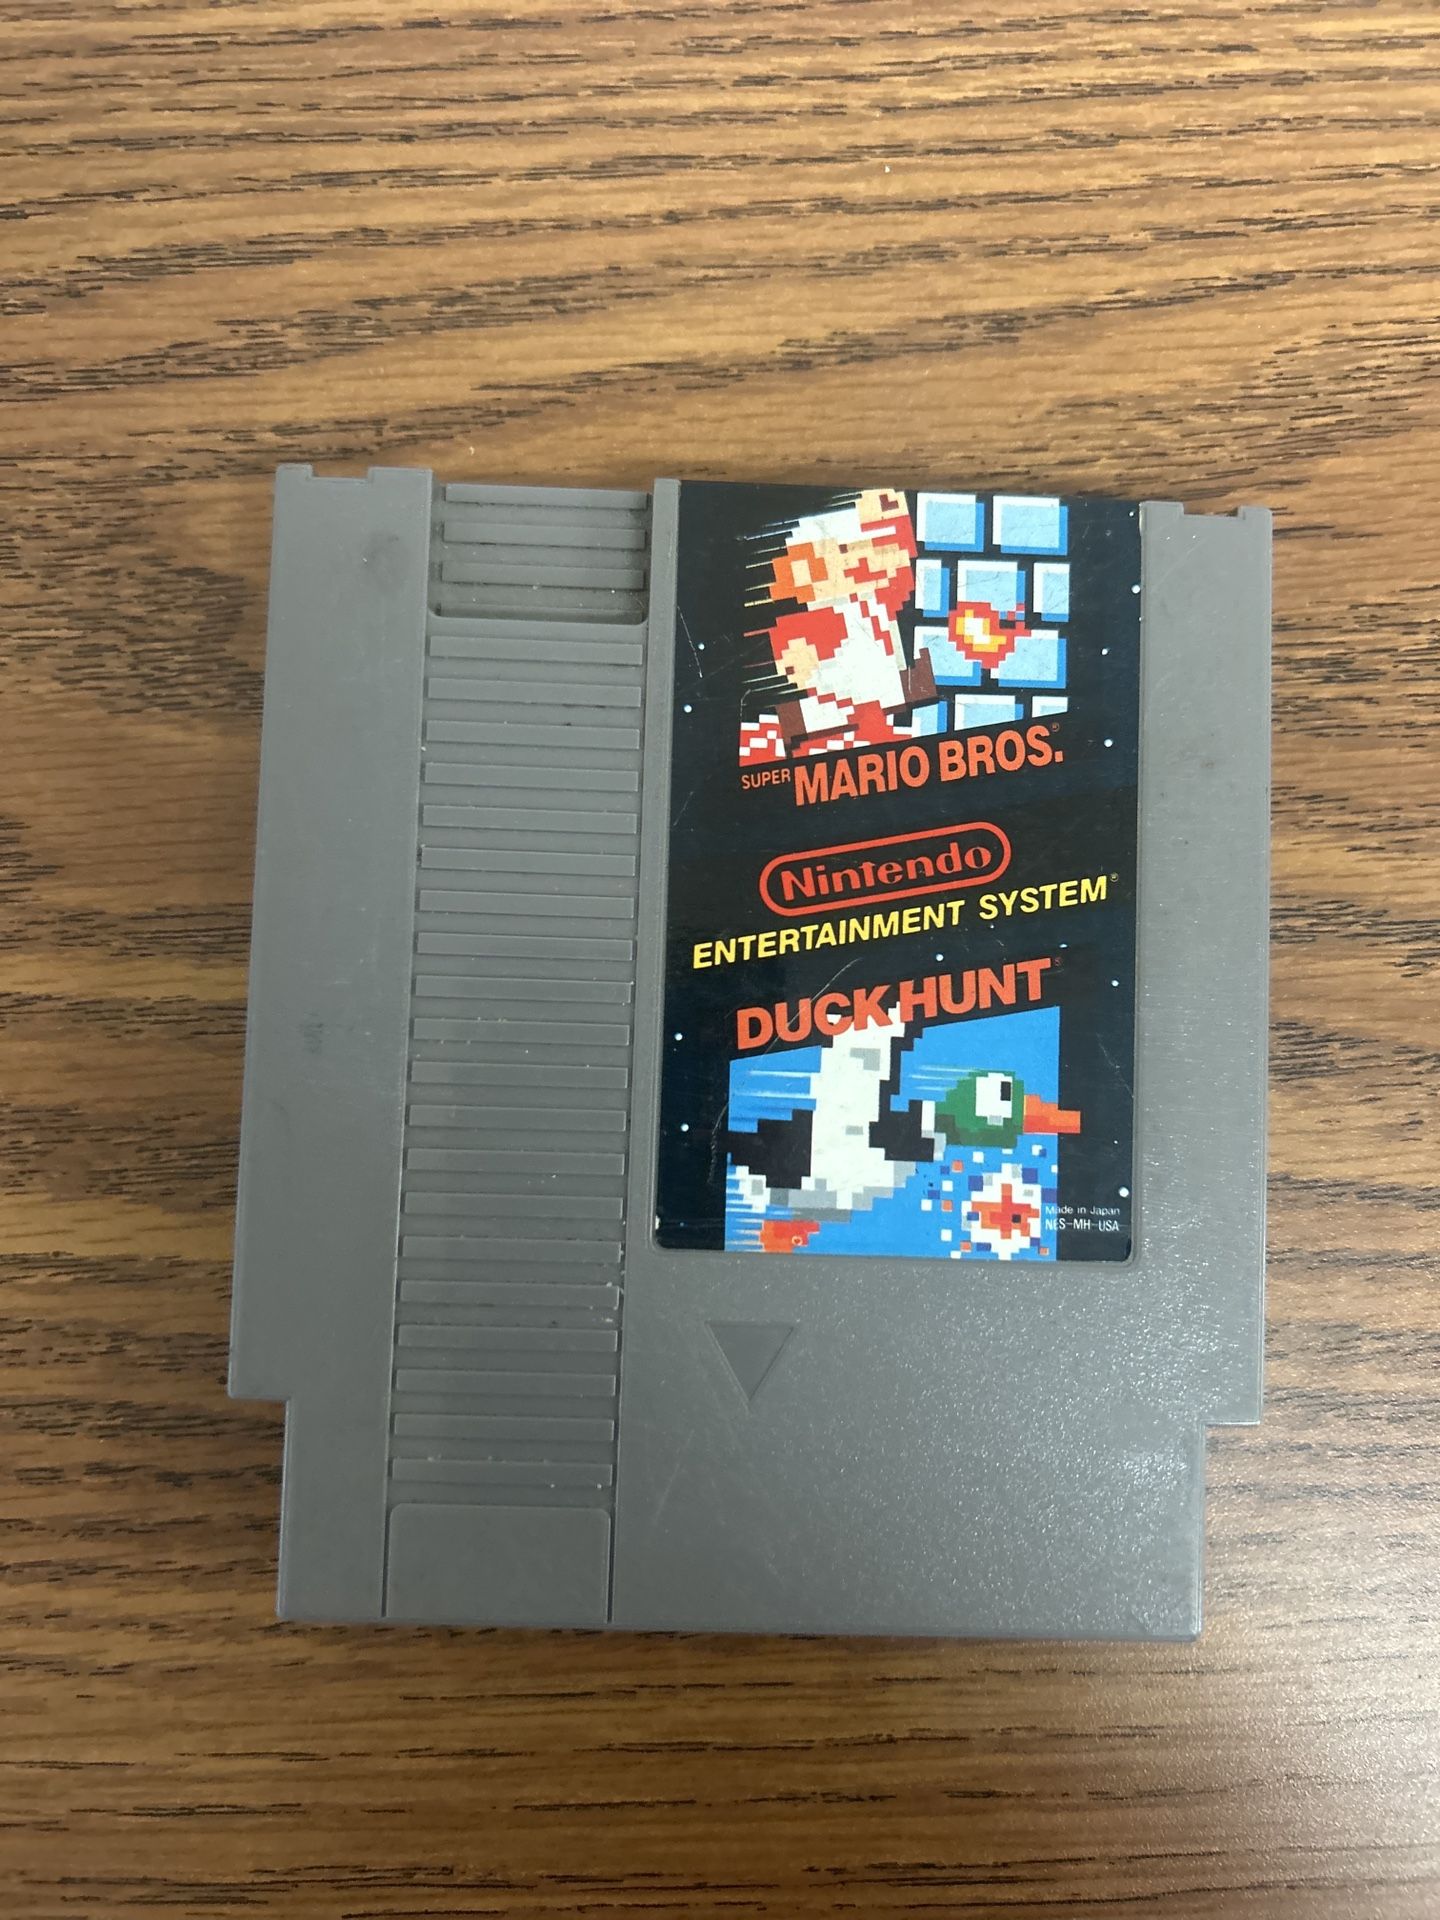 SUPER MARIO BROS.®
Nintendo
ENTERTAINMENT SYSTEM®
DUCK HUNT®
Made in Japan
NES-MH-USA